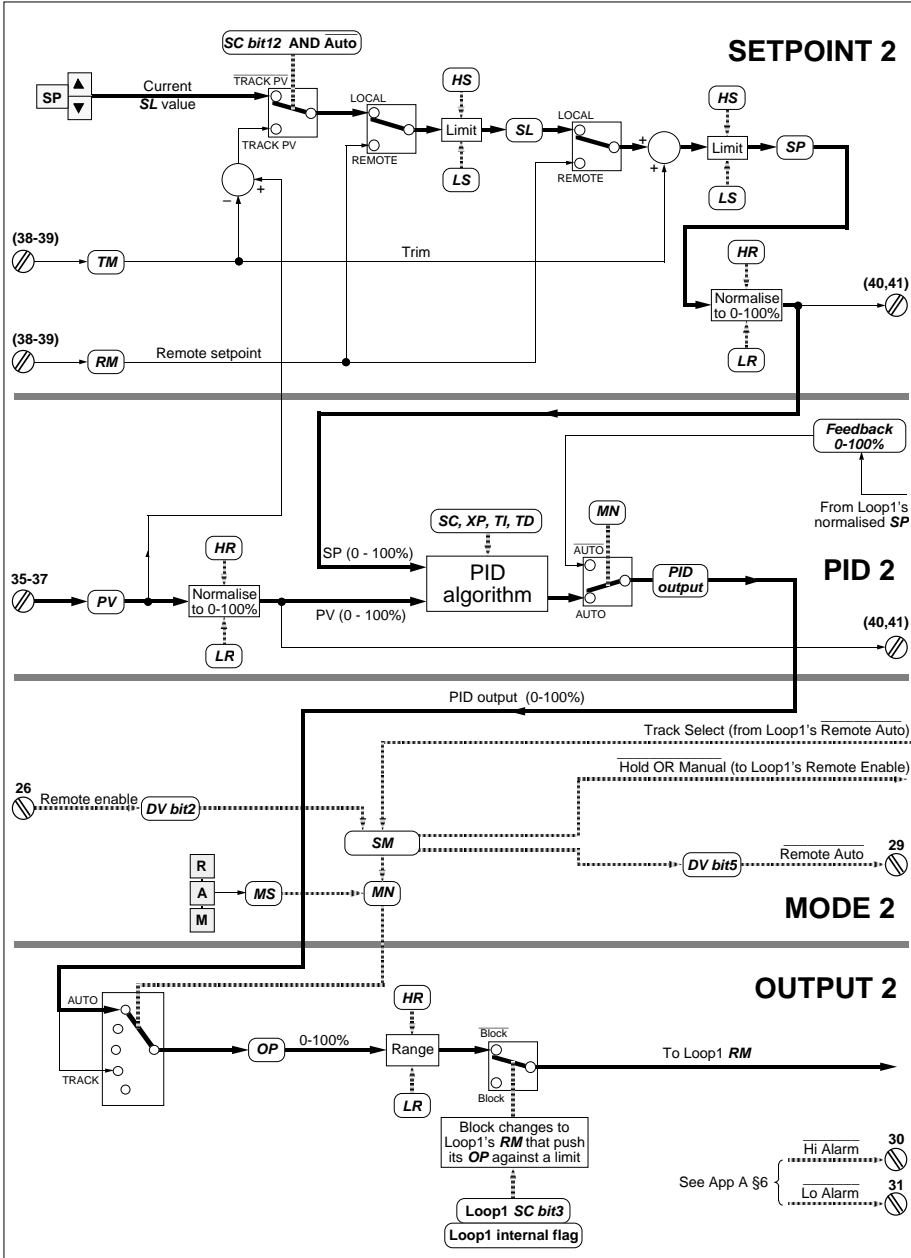 SETPOINT 2
SC bit12 AND Auto
SP
▲
▼
Current
SL value
TRACK PV
TRACK PV
LOCAL
REMOTE
HS
Limit
LS
SL
LOCAL
REMOTE
+
+
HS
Limit
LS
SP
–
+
(38-39)
TM
Trim
HR
Normalise
to 0-100%
LR
(40,41)
(38-39)
RM
Remote setpoint
Feedback
0-100%
From Loop1's
normalised SP
PID 2
SC, XP, TI, TD
MN
HR
SP (0 - 100%)
PID
algorithm
AUTO
AUTO
PID
output
35-37
PV
Normalise
to 0-100%
PV (0 - 100%)
LR
(40,41)
PID output (0-100%)
Track Select (from Loop1's Remote Auto)
Hold OR Manual (to Loop1's Remote Enable)
26
Remote enable
DV bit2
SM
DV bit5
Remote Auto
29
R
A
M
MS
MN
MODE 2
OUTPUT 2
AUTO
TRACK
OP
0-100%
HR
Range
LR
Block
Block
To Loop1 RM
Block changes to
Loop1's RM that push
its OP against a limit
Loop1 SC bit3
Loop1 internal flag
See App A §6
Hi Alarm
30
Lo Alarm
31